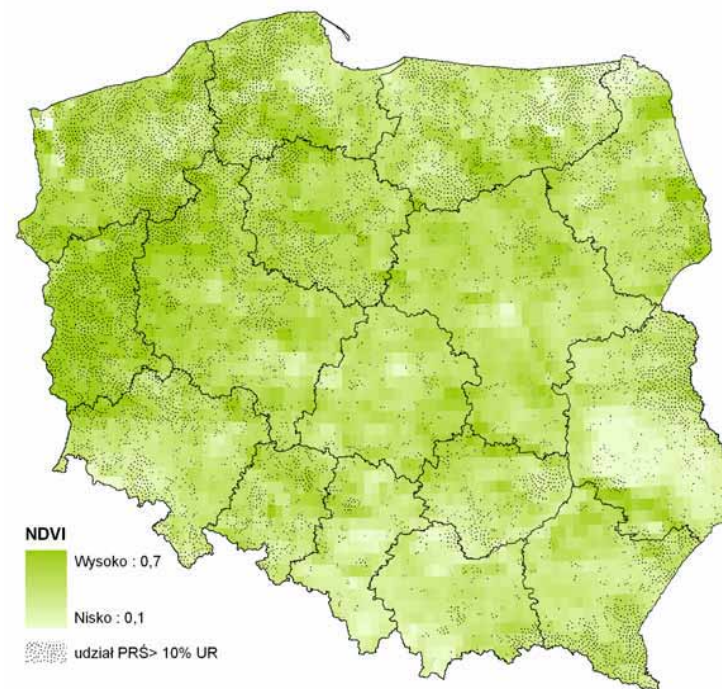 NDVI
Wysoko : 0,7
Nisko : 0,1
udział PRŚ> 10% UR